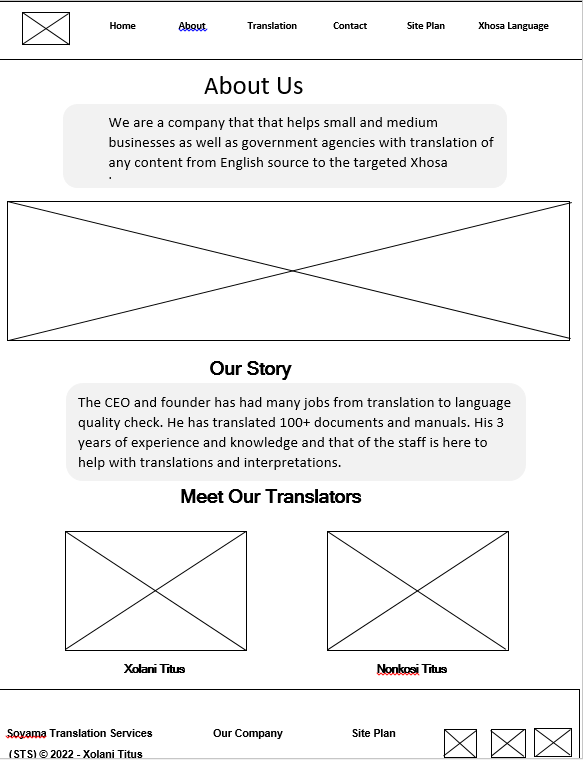 Home About Translation Contact Site Plan Xhosa Language
About Us
We are a company that that helps small and medium
businesses as well as government agencies with translation of
any content from English source to the targeted Xhosa
.
Our Story
The CEO and founder has had many jobs from translation to language
quality check. He has translated 100+ documents and manuals. His 3
years of experience and knowledge and that of the staff is here to
help with translations and interpretations.
Meet Our Translators
Xolani Titus Nonkosi Titus
Soyama Translation Services Our Company Site Plan
(STS) © 2022 - Xolani Titus